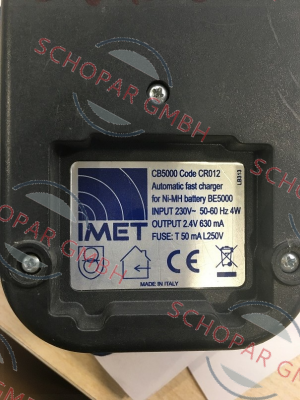 SCHOPAR GMBH
CB5000 Code CR012
Automatic fast charger
for Ni-MH battery BE5000
INPUT 230V~ 50-60 Hz 4W
OUTPUT 2.4V 630 mA
FUSE: T 50 mA L250V
IMET
CE
MADE IN ITALY
LB313
SCHOPAR GMBH
SCHOPAR GMBH